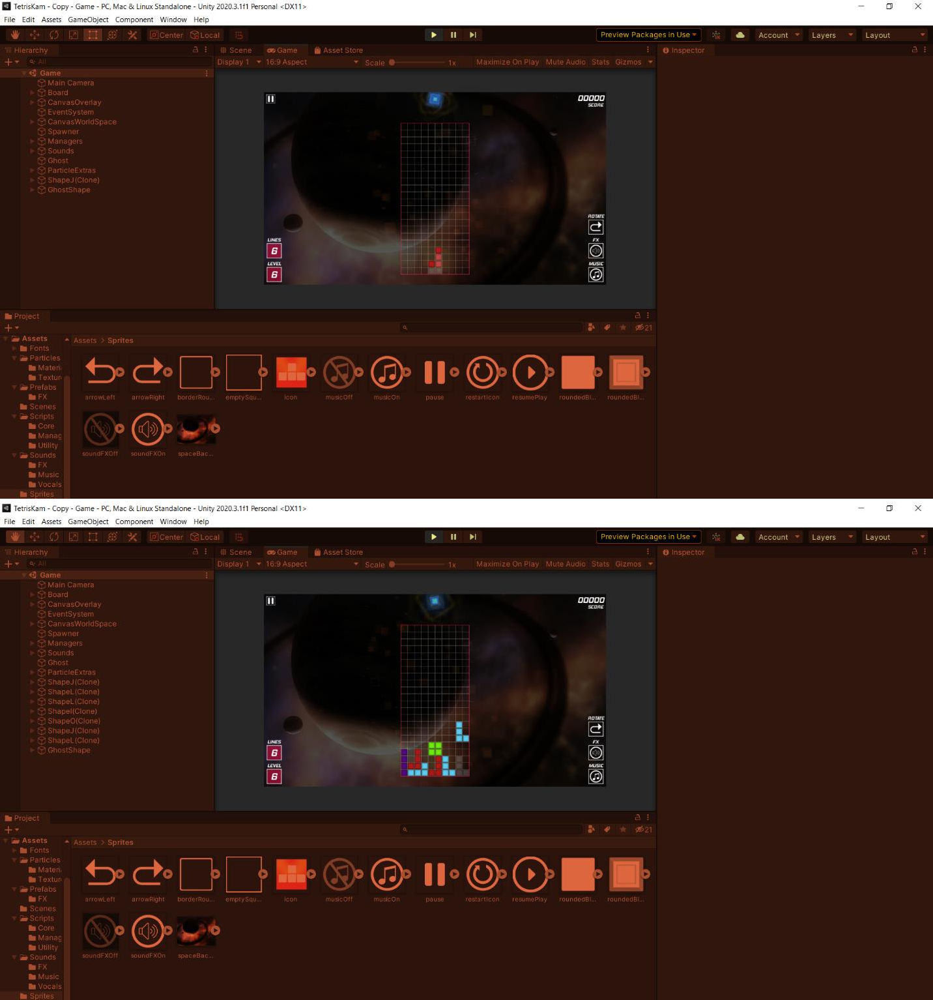 TetrisKam - Copy - Game - PC, Mac & Linux Standalone - Unity 2020.3.1f1 Personal <DX11>
File Edit Assets GameObject Component Window Help
Center Local Preview Packages in Use Account Layers Layout
Hierarchy
All
Game
Main Camera
Board
CanvasOverlay
EventSystem
CanvasWorldSpace
Spawner
Managers
Sounds
Ghost
ParticleExtras
ShapeJ(Clone)
GhostShape
Scene Game Asset Store
Display 1 16:9 Aspect Scale 1x Maximize On Play Mute Audio Stats Gizmos
00000
SCORE
ROTATE
FX
MUSIC
LINES
6
LEVEL
6
Inspector
Project
21
Assets
Fonts
Particles
Materi
Textur
Prefabs
FX
Scenes
Scripts
Core
Manag
Utility
Sounds
FX
Music
Vocals
Sprites
Assets > Sprites
arrowLeft arrowRight borderRou... emptySqu... icon musicOff musicOn pause restartIcon resumePlay roundedBl... roundedBl...
soundFXOff soundFXOn spaceBac...
TetrisKam - Copy - Game - PC, Mac & Linux Standalone - Unity 2020.3.1f1 Personal <DX11>
File Edit Assets GameObject Component Window Help
Center Local Preview Packages in Use Account Layers Layout
Hierarchy
All
Game
Main Camera
Board
CanvasOverlay
EventSystem
CanvasWorldSpace
Spawner
Managers
Sounds
Ghost
ParticleExtras
ShapeJ(Clone)
ShapeL(Clone)
ShapeL(Clone)
ShapeI(Clone)
ShapeO(Clone)
ShapeJ(Clone)
ShapeL(Clone)
GhostShape
Scene Game Asset Store
Display 1 16:9 Aspect Scale 1x Maximize On Play Mute Audio Stats Gizmos
00000
SCORE
ROTATE
FX
MUSIC
LINES
6
LEVEL
6
Inspector
Project
21
Assets
Fonts
Particles
Materi
Textur
Prefabs
FX
Scenes
Scripts
Core
Manag
Utility
Sounds
FX
Music
Vocals
Sprites
Assets > Sprites
arrowLeft arrowRight borderRou... emptySqu... icon musicOff musicOn pause restartIcon resumePlay roundedBl... roundedBl...
soundFXOff soundFXOn spaceBac...